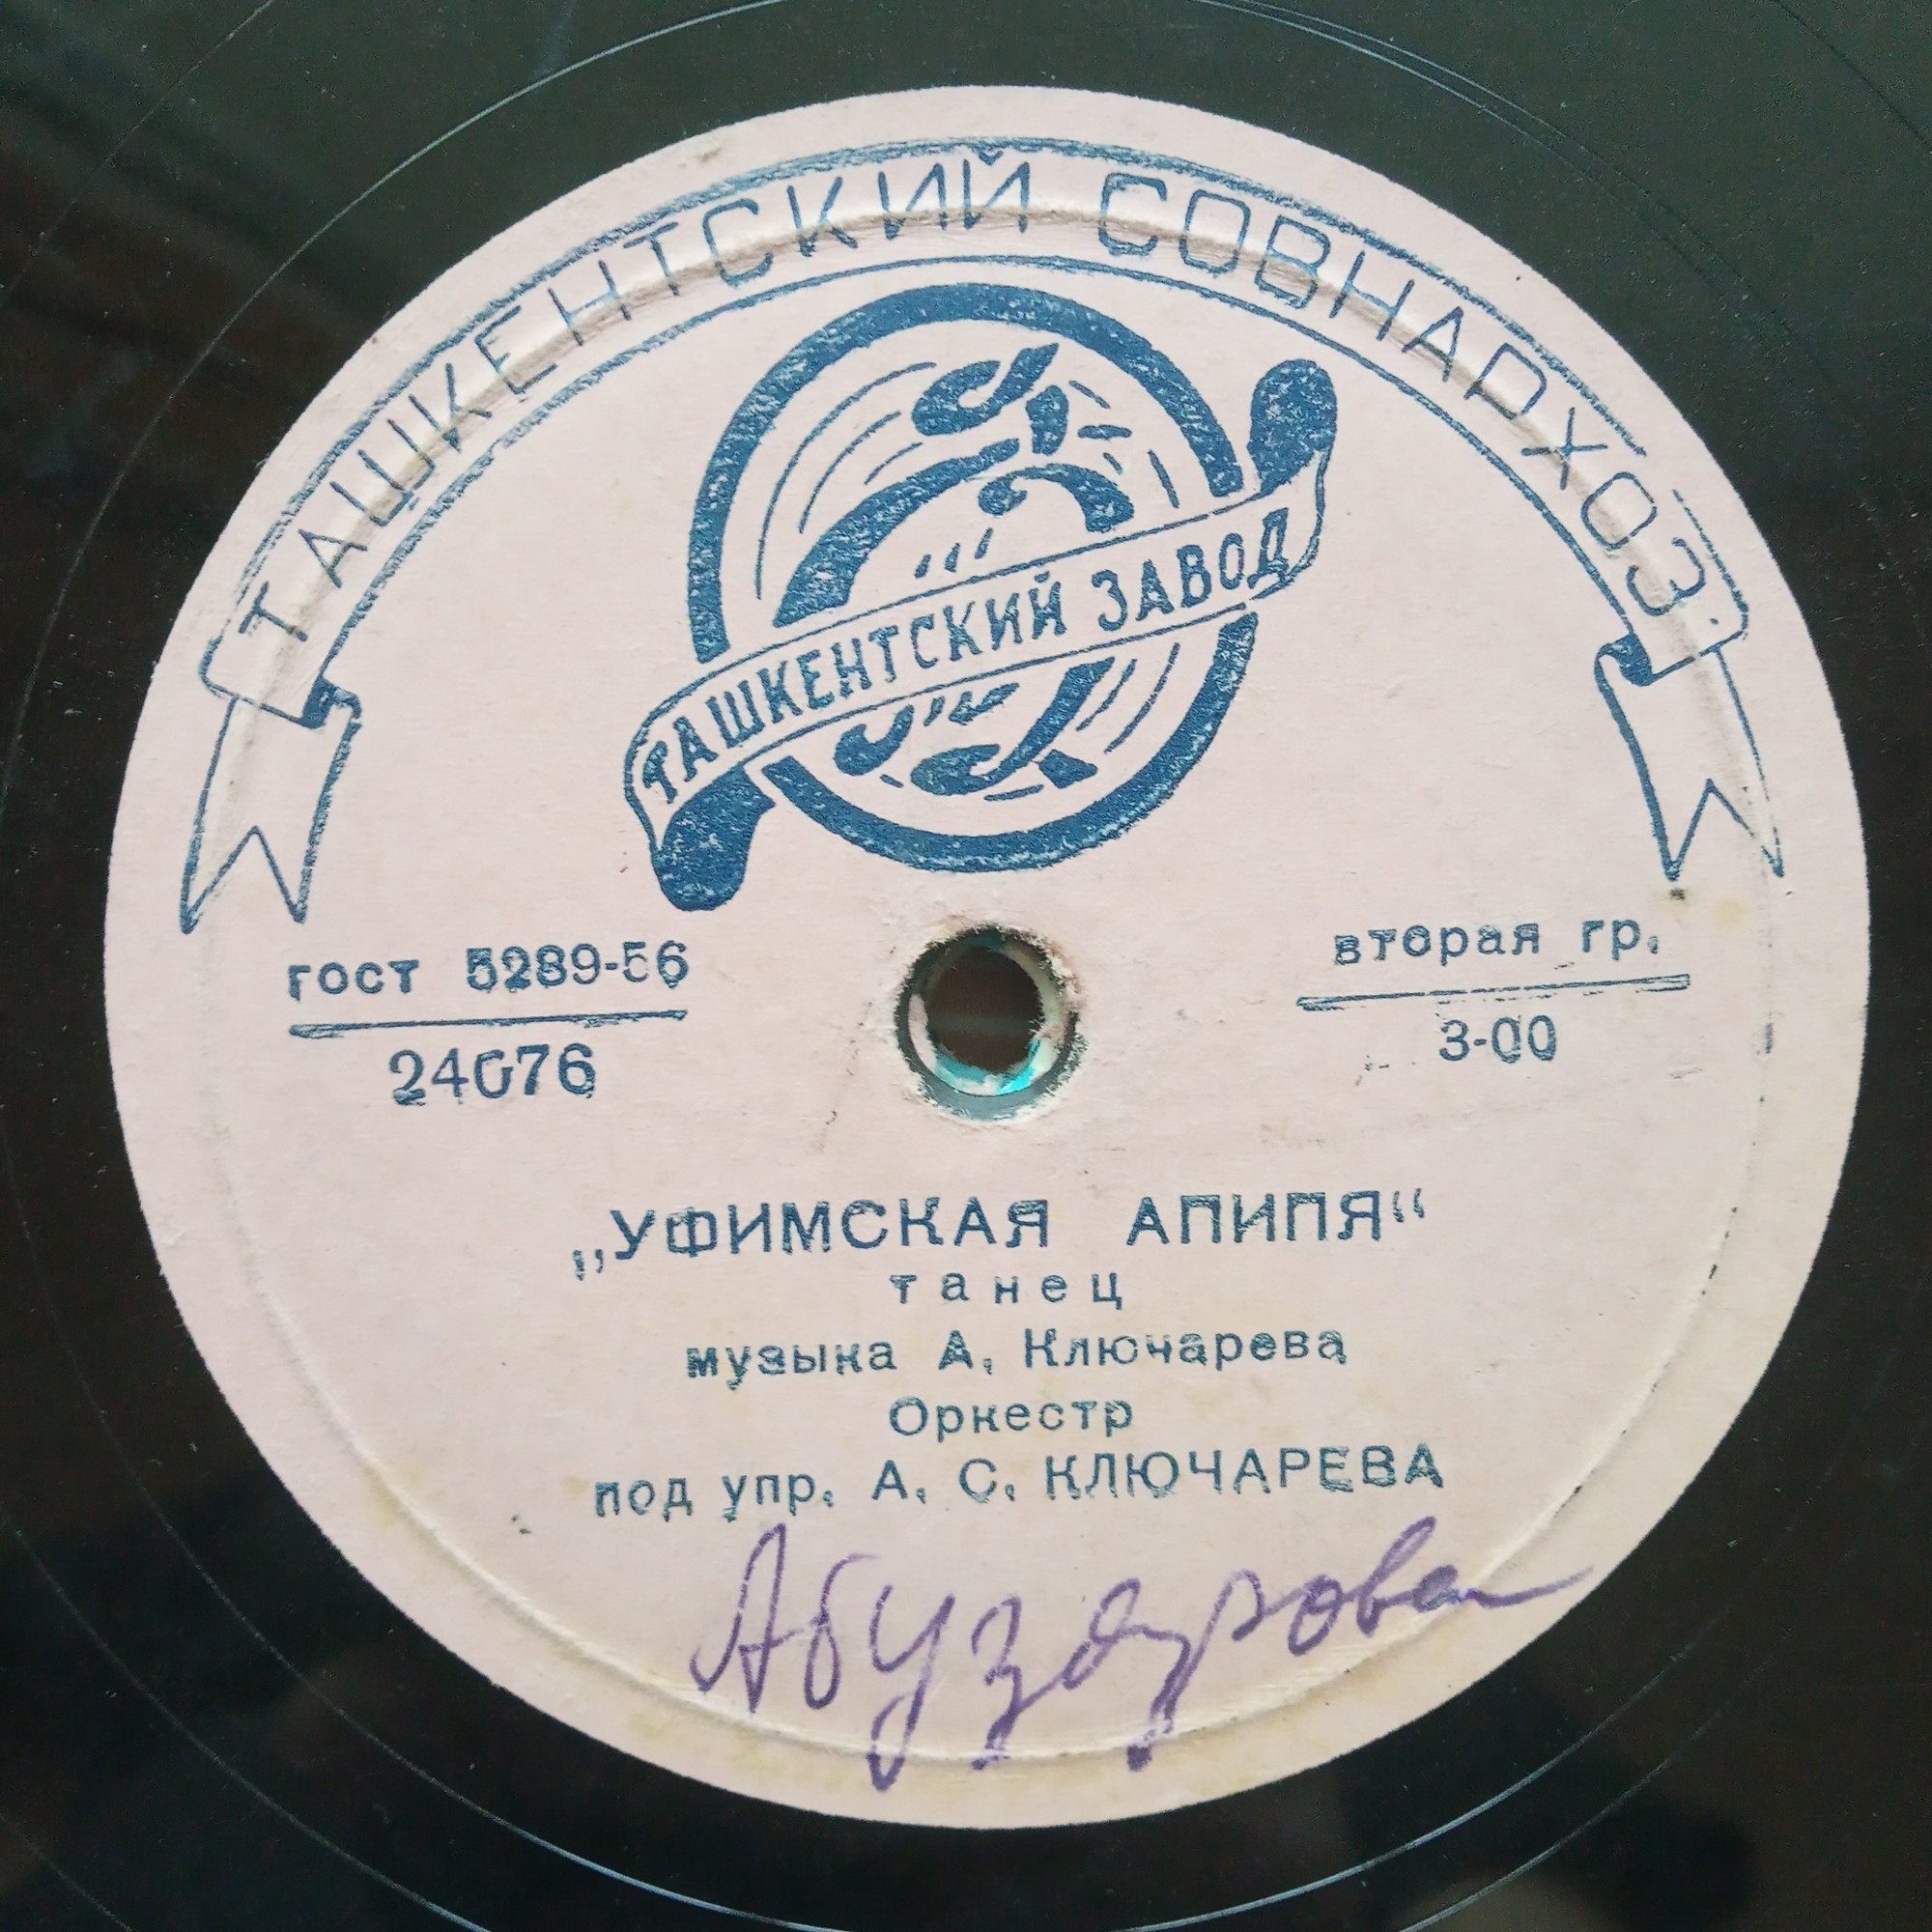 ТАШКЕНТСКИЙ СОВНАРХОЗ
ТАШКЕНТСКИЙ ЗАВОД
гост 5289-56
24076
вторая гр.
3-00
„УФИМСКАЯ АПИПЯ“
танец
музыка А. Ключарева
Оркестр
под упр. А. С. КЛЮЧАРЕВА
Абузярова